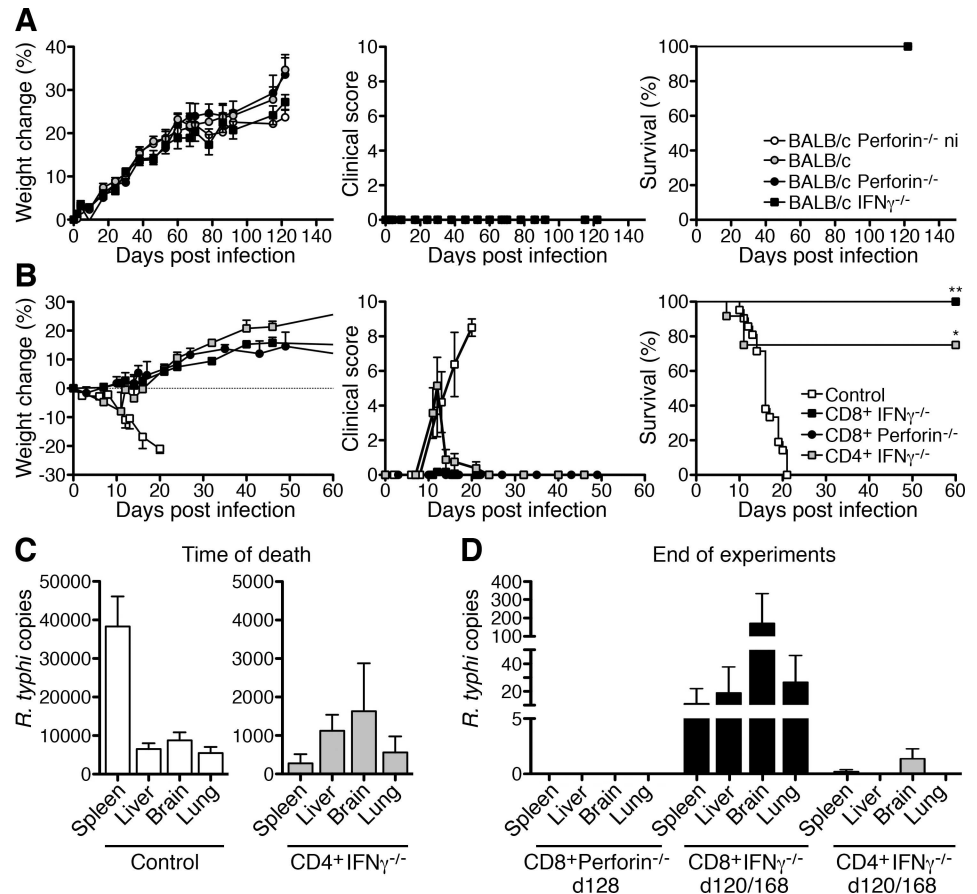 A
Weight change (%)
40
30
20
10
0
0 20 40 60 80 100 120 140
Days post infection
Clinical score
10
8
6
4
2
0
0 20 40 60 80 100 120 140
Days post infection
Survival (%)
100
80
60
40
20
0
0 20 40 60 80 100 120 140
Days post infection
BALB/c Perforin-/- ni
BALB/c
BALB/c Perforin-/-
BALB/c IFNγ-/-
B
Weight change (%)
30
20
10
0
-10
-20
-30
0 10 20 30 40 50 60
Days post infection
Clinical score
10
8
6
4
2
0
0 10 20 30 40 50 60
Days post infection
Survival (%)
100
80
60
40
20
0
0 10 20 30 40 50 60
Days post infection
**
*
Control
CD8+ IFNγ-/-
CD8+ Perforin-/-
CD4+ IFNγ-/-
C
Time of death
R. typhi copies
50000
40000
30000
20000
10000
0
Spleen
Liver
Brain
Lung
Control
5000
4000
3000
2000
1000
0
Spleen
Liver
Brain
Lung
CD4+IFNγ-/-
D
End of experiments
R. typhi copies
400
300
200
100
40
20
5
0
Spleen
Liver
Brain
Lung
CD8+Perforin-/-
d128
Spleen
Liver
Brain
Lung
CD8+IFNγ-/-
d120/168
Spleen
Liver
Brain
Lung
CD4+IFNγ-/-
d120/168